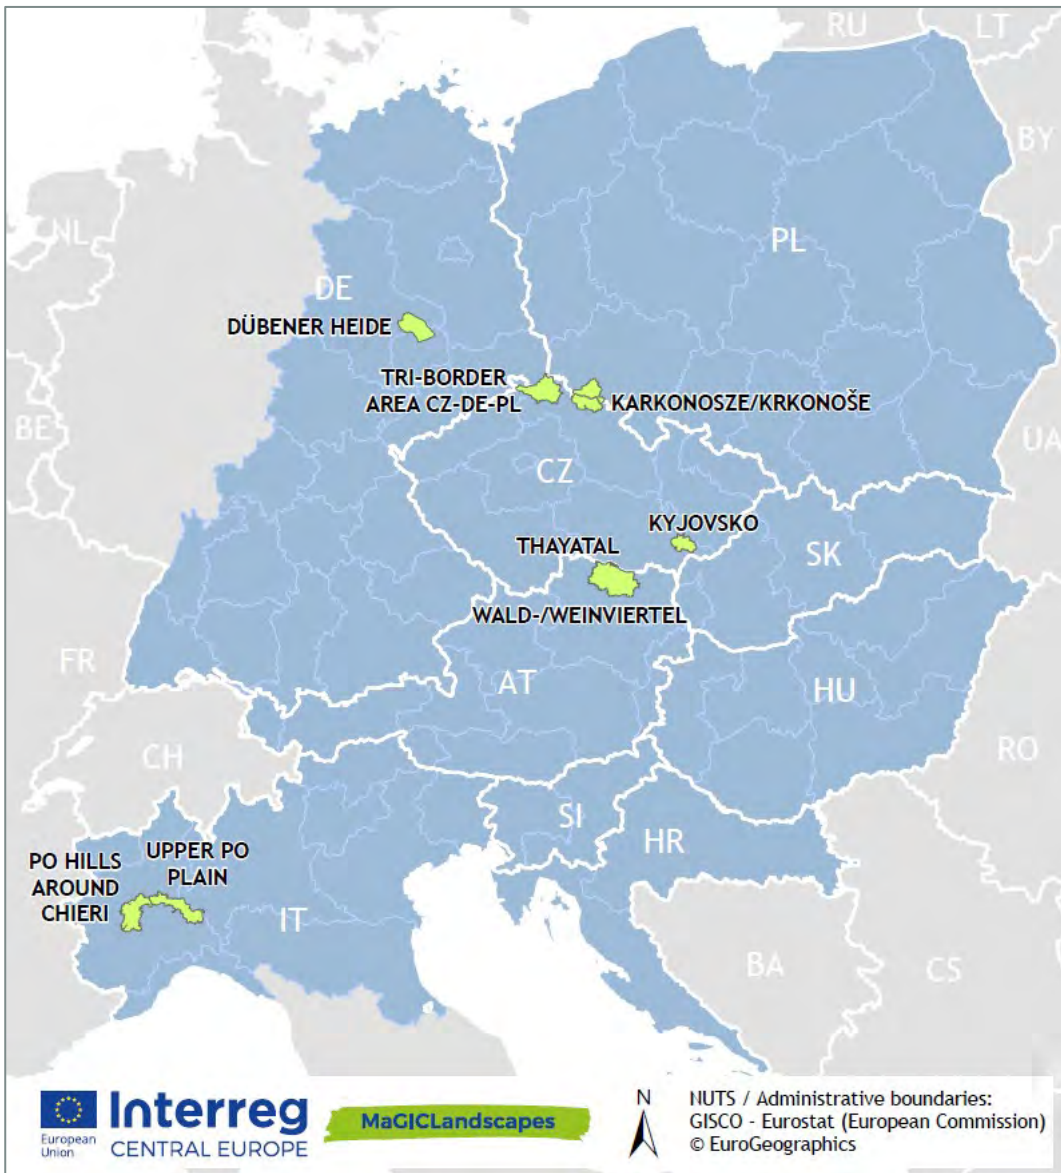 RU
LT
BY
NL
PL
DE
DÜBENER HEIDE
TRI-BORDER
AREA CZ-DE-PL
KARKONOSZE/KRKONOŠE
BE
UA
CZ
KYJOVSKO
THAYATAL
SK
WALD-/WEINVIERTEL
FR
AT
HU
CH
RO
SI
HR
PO HILLS
AROUND
CHIERI
UPPER PO
PLAIN
IT
BA
CS
European
Union
Interreg
CENTRAL EUROPE
MaGICLandscapes
N
NUTS / Administrative boundaries:
GISCO - Eurostat (European Commission)
© EuroGeographics